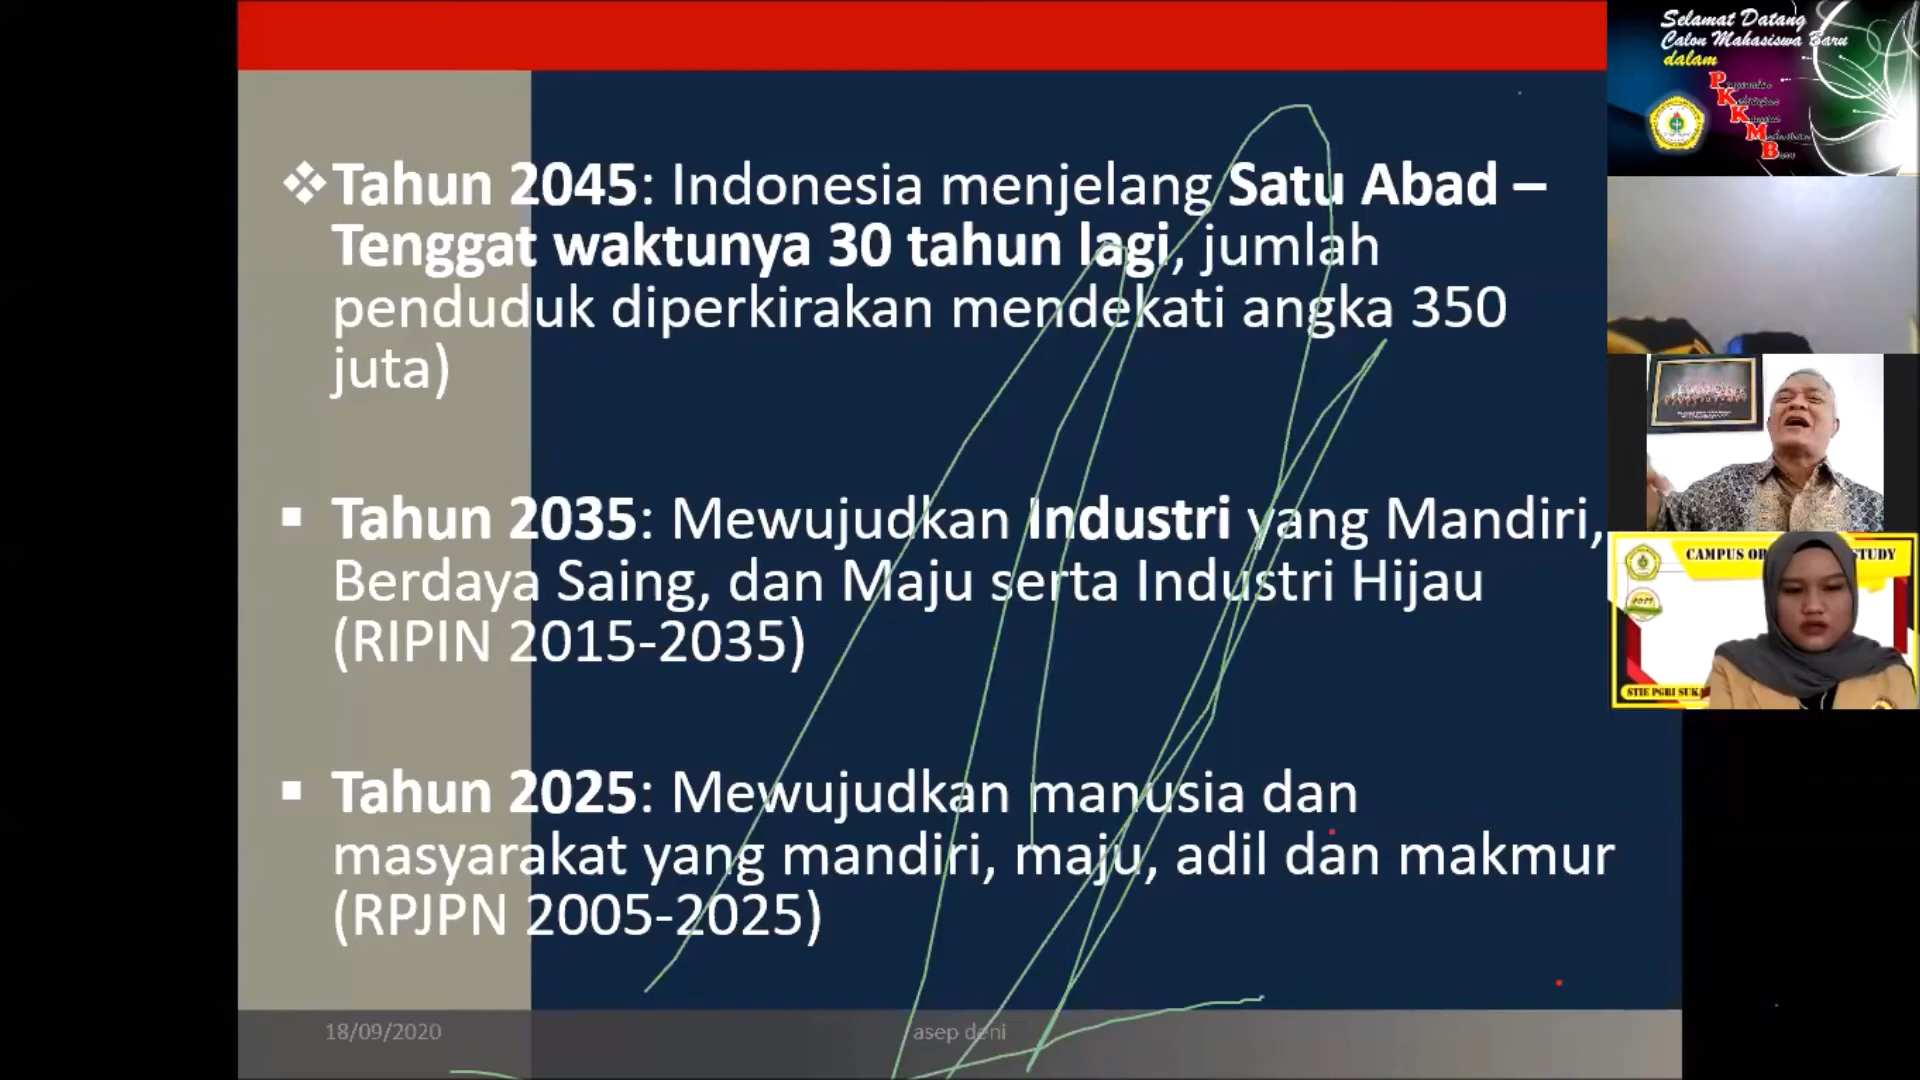 Tahun 2045: Indonesia menjelang Satu Abad –
Tenggat waktunya 30 tahun lagi, jumlah
penduduk diperkirakan mendekati angka 350
juta)
Tahun 2035: Mewujudkan Industri yang Mandiri,
Berdaya Saing, dan Maju serta Industri Hijau
(RIPIN 2015-2035)
Tahun 2025: Mewujudkan manusia dan
masyarakat yang mandiri, maju, adil dan makmur
(RPJPN 2005-2025)
18/09/2020
asep deni
Selamat Datang
Calon Mahasiswa Baru
dalam
P
K
K
M
B
CAMPUS
STUDY
STIE PGRI